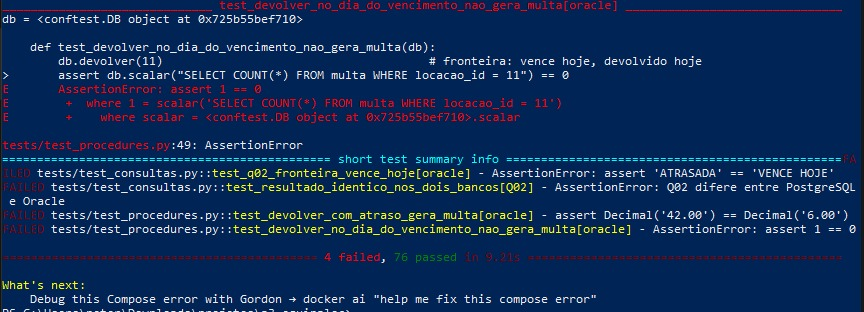 _____________________ test_devolver_no_dia_do_vencimento_nao_gera_multa[oracle] _____________________
db = <conftest.DB object at 0x725b55bef710>
def test_devolver_no_dia_do_vencimento_nao_gera_multa(db):
db.devolver(11) # fronteira: vence hoje, devolvido hoje
> assert db.scalar("SELECT COUNT(*) FROM multa WHERE locacao_id = 11") == 0
E AssertionError: assert 1 == 0
E + where 1 = scalar('SELECT COUNT(*) FROM multa WHERE locacao_id = 11')
E + where scalar = <conftest.DB object at 0x725b55bef710>.scalar
tests/test_procedures.py:49: AssertionError
=============================================== short test summary info ================================================FA
ILED tests/test_consultas.py::test_q02_fronteira_vence_hoje[oracle] - AssertionError: assert 'ATRASADA' == 'VENCE HOJE'
FAILED tests/test_consultas.py::test_resultado_identico_nos_dois_bancos[Q02] - AssertionError: Q02 difere entre PostgreSQL
e Oracle
FAILED tests/test_procedures.py::test_devolver_com_atraso_gera_multa[oracle] - assert Decimal('42.00') == Decimal('6.00')
FAILED tests/test_procedures.py::test_devolver_no_dia_do_vencimento_nao_gera_multa[oracle] - AssertionError: assert 1 == 0
============================================= 4 failed, 76 passed in 9.21s =============================================
What's next:
Debug this Compose error with Gordon → docker ai "help me fix this compose error"